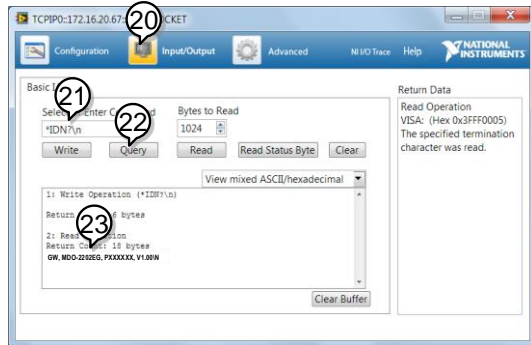 TCPIP0::172.16.20.67: CKET
20
Configuration
Input/Output
Advanced
NI I/O Trace
Help
NATIONAL
INSTRUMENTS
Basic I
21
Enter Co d
Bytes to Read
22
*IDN?\n
1024
Write
Query
Read
Read Status Byte
Clear
View mixed ASCII/hexadecimal
1: Write Operation (*IDN?\n)
Return 6 bytes
23
2: Read ion
Return Count: 18 bytes
GW, MDO-2202EG, PXXXXXX, V1.00\N
Clear Buffer
Return Data
Read Operation
VISA: (Hex 0x3FFF0005)
The specified termination
character was read.